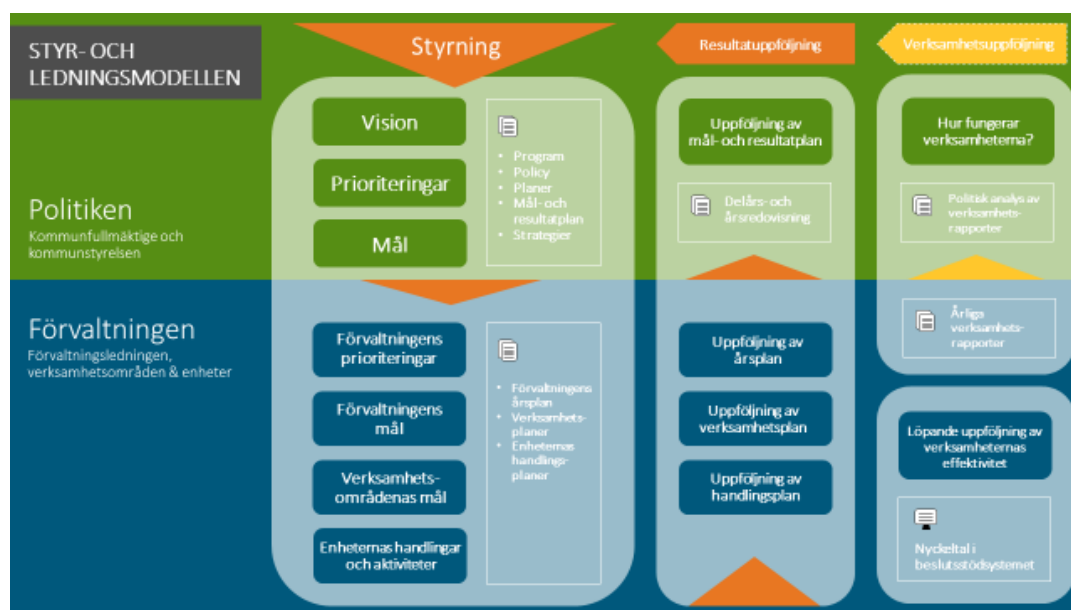 STYR- OCH
LEDNINGSMODELLEN
Styrning
Resultatuppföljning
Verksamhetsuppföljning
Politiken
Kommunfullmäktige och
kommunstyrelsen
Vision
Prioriteringar
Mål
• Program
• Policy
• Planer
• Mål- och
resultatplan
• Strategier
Uppföljning av
mål- och resultatplan
Delårs- och
årsredovisning
Hur fungerar
verksamheterna?
Politisk analys av
verksamhets-
rapporter
Förvaltningen
Förvaltningsledningen,
verksamhetsområden & enheter
Förvaltningens
prioriteringar
Förvaltningens
mål
Verksamhets-
områdenas mål
Enheternas handlingar
och aktiviteter
• Förvaltningens
årsplan
• Verksamhets-
planer
• Enheternas
handlings-
planer
Uppföljning av
årsplan
Uppföljning av
verksamhetsplan
Uppföljning av
handlingsplan
Årliga
verksamhets-
rapporter
Löpande uppföljning av
verksamheternas
effektivitet
Nyckeltal i
beslutsstödsystemet